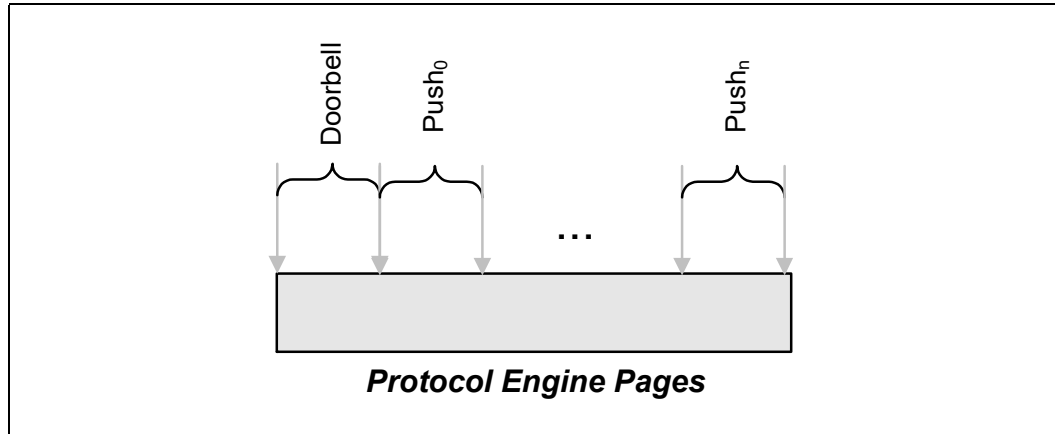 Doorbell
Push₀
Pushₙ
...
Protocol Engine Pages